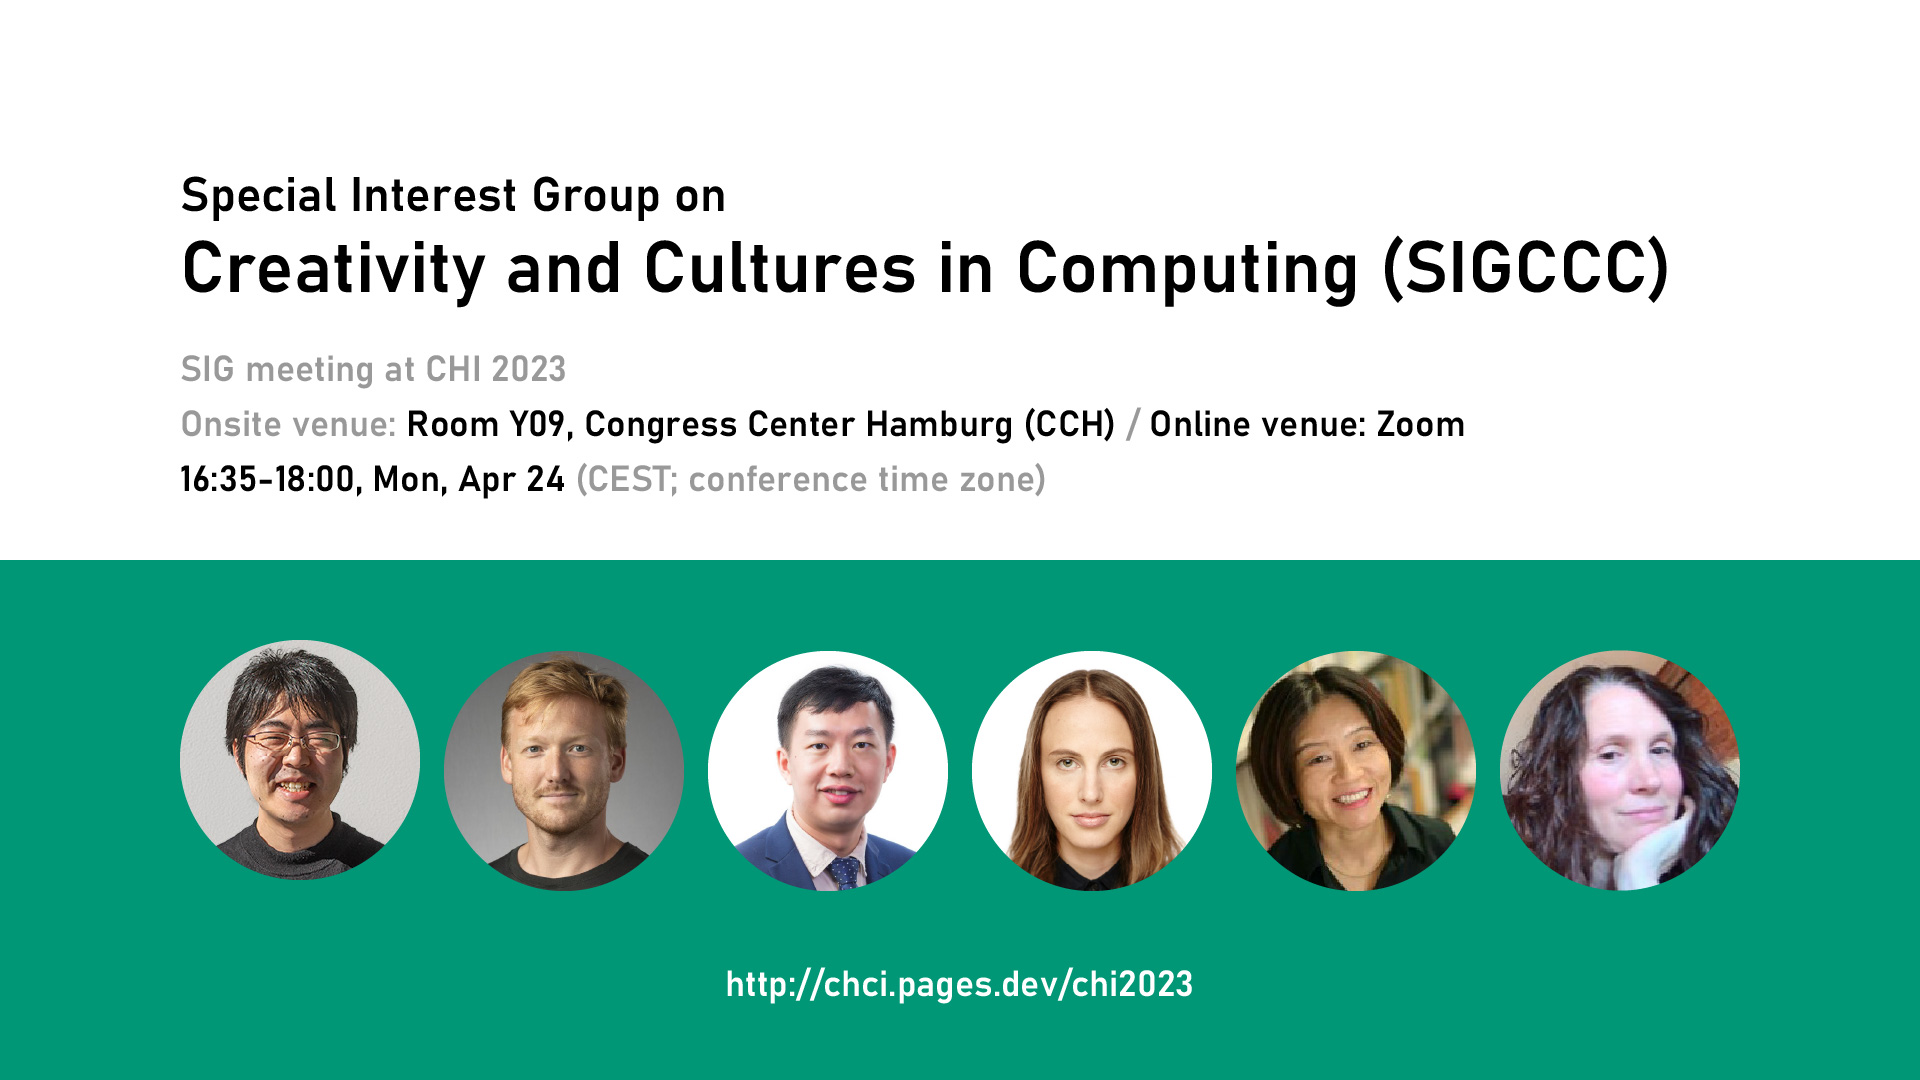 Special Interest Group on
Creativity and Cultures in Computing (SIGCCC)
SIG meeting at CHI 2023
Onsite venue: Room Y09, Congress Center Hamburg (CCH) / Online venue: Zoom
16:35-18:00, Mon, Apr 24 (CEST; conference time zone)
http://chci.pages.dev/chi2023